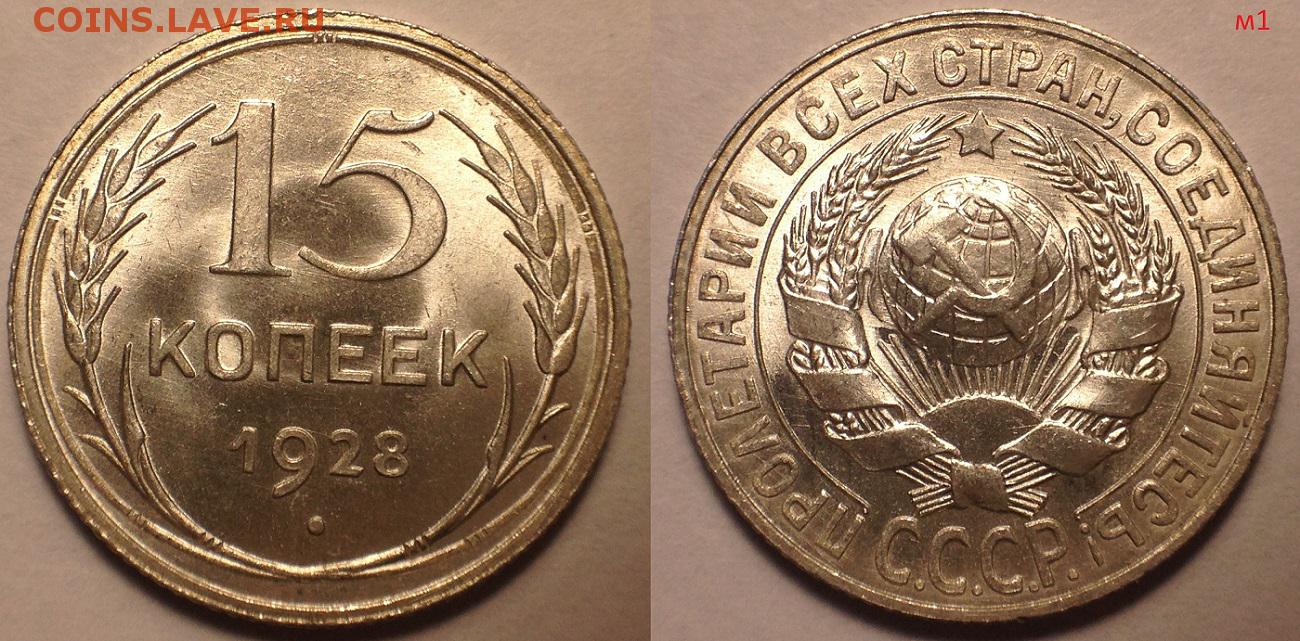 COINS.LAVE.RU
м1
15
КОПЕЕК
1928
ПРОЛЕТАРИИ ВСЕХ СТРАН, СОЕДИНЯЙТЕСЬ!
С.С.С.Р.